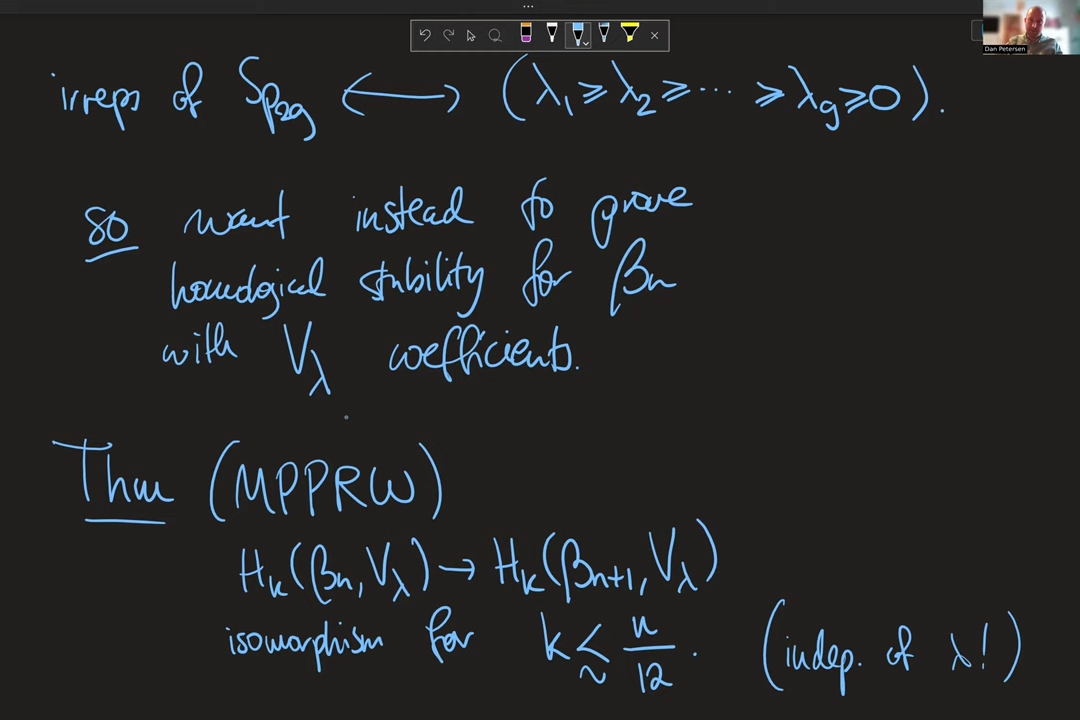 Dan Petersen
irreps of Sp₂g ⟷ (λ₁ ≥ λ₂ ≥ ⋯ ≥ λg ≥ 0).
so want instead to prove
homological stability for βn
with Vλ coefficients.
Thm (MPPRW)
Hk(βn, Vλ) → Hk(βn+1, Vλ)
isomorphism for k ≲ n/12. (indep. of λ!)